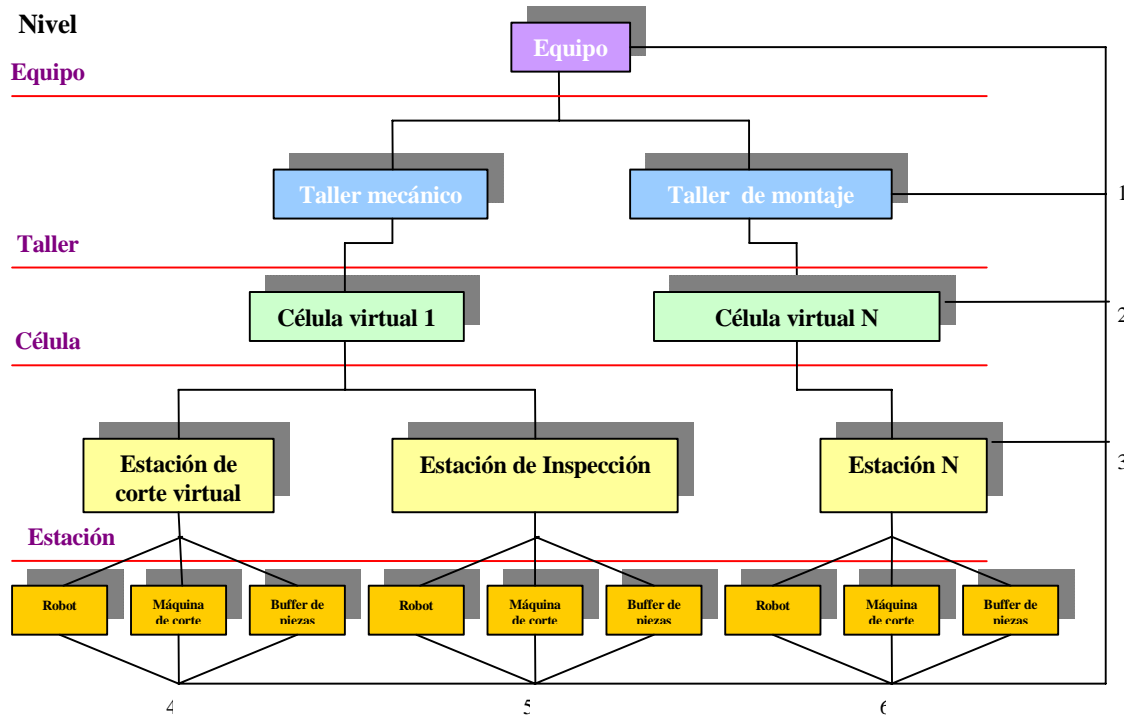 Nivel
Equipo
Equipo
Taller mecánico
Taller de montaje
1
Taller
Célula virtual 1
Célula virtual N
2
Célula
Estación de
corte virtual
Estación de Inspección
Estación N
3
Estación
Robot
Máquina
de corte
Buffer de
piezas
Robot
Máquina
de corte
Buffer de
piezas
Robot
Máquina
de corte
Buffer de
piezas
4
5
6